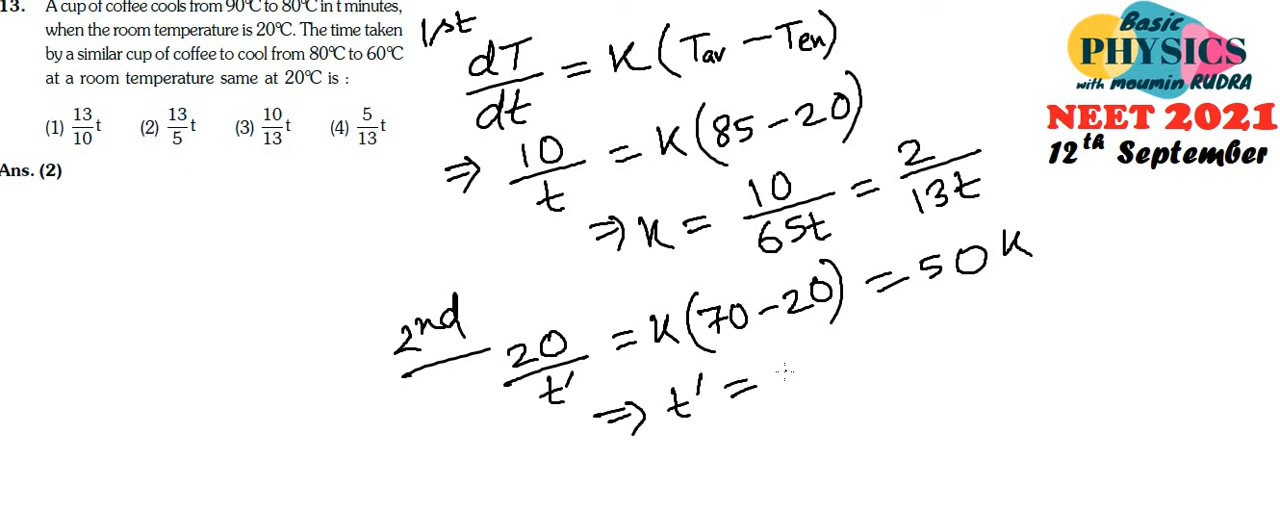 13. A cup of coffee cools from 90°C to 80°C in t minutes,
when the room temperature is 20°C. The time taken
by a similar cup of coffee to cool from 80°C to 60°C
at a room temperature same at 20°C is :
(1) 13/10 t (2) 13/5 t (3) 10/13 t (4) 5/13 t
Ans. (2)
1st
dT/dt = K(Tav - Ten)
⇒ 10/t = K(85-20)
⇒ K = 10/65t = 2/13t
2nd 20/t' = K(70-20) = 50K
⇒ t' =
Basic
PHYSICS
with moumin RUDRA
NEET 2021
12th September